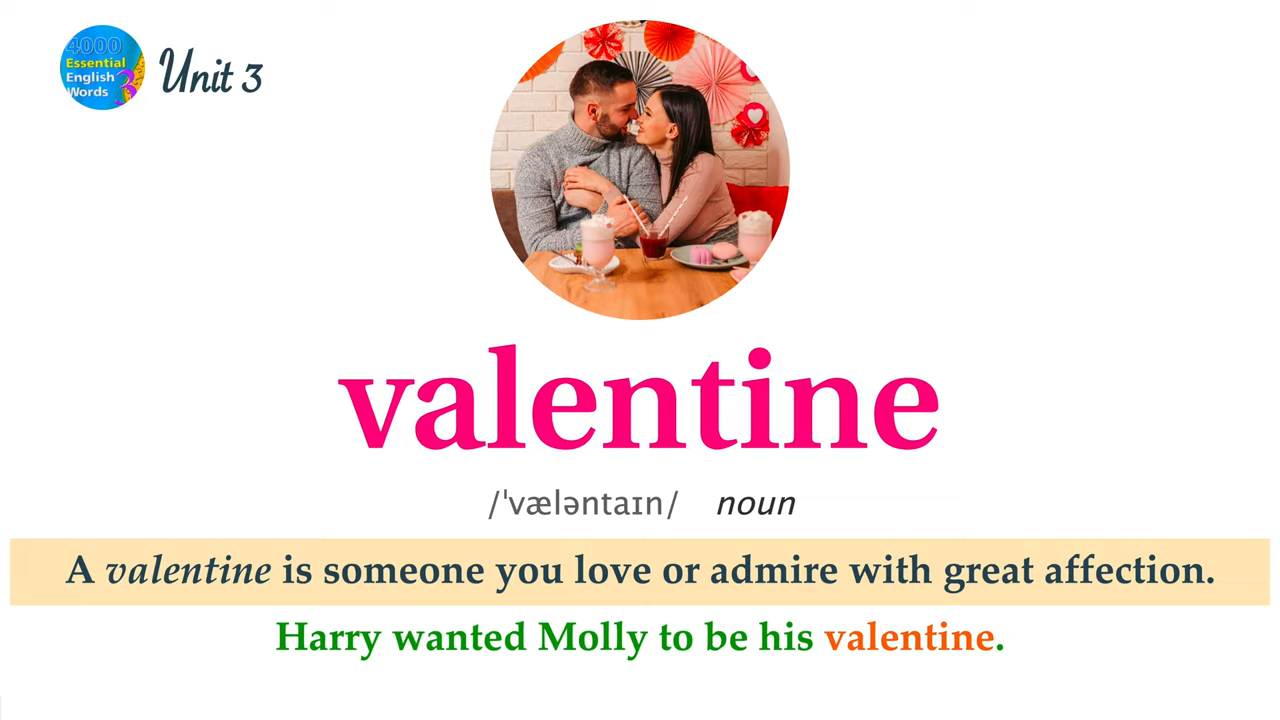 4000
Essential
English
Words 3
Unit 3
valentine
/ˈvæləntaɪn/ noun
A valentine is someone you love or admire with great affection.
Harry wanted Molly to be his valentine.